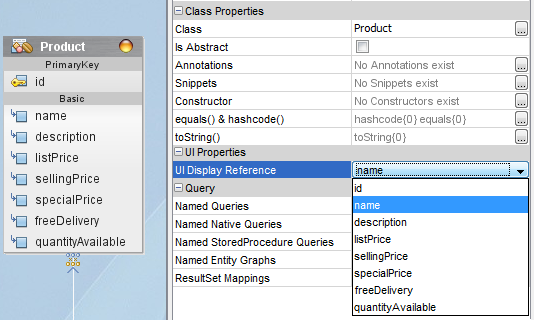 Product
PrimaryKey
id
Basic
name
description
listPrice
sellingPrice
specialPrice
freeDelivery
quantityAvailable
Class Properties
Class Product ...
Is Abstract
Annotations No Annotations exist ...
Snippets No Snippets exist ...
Constructor No Constructors exist ...
equals() & hashcode() hashcode{0} equals{0} ...
toString() toString{0} ...
UI Properties
UI Display Reference name
Query
Named Queries
Named Native Queries
Named StoredProcedure Queries
Named Entity Graphs
ResultSet Mappings
id
name
description
listPrice
sellingPrice
specialPrice
freeDelivery
quantityAvailable